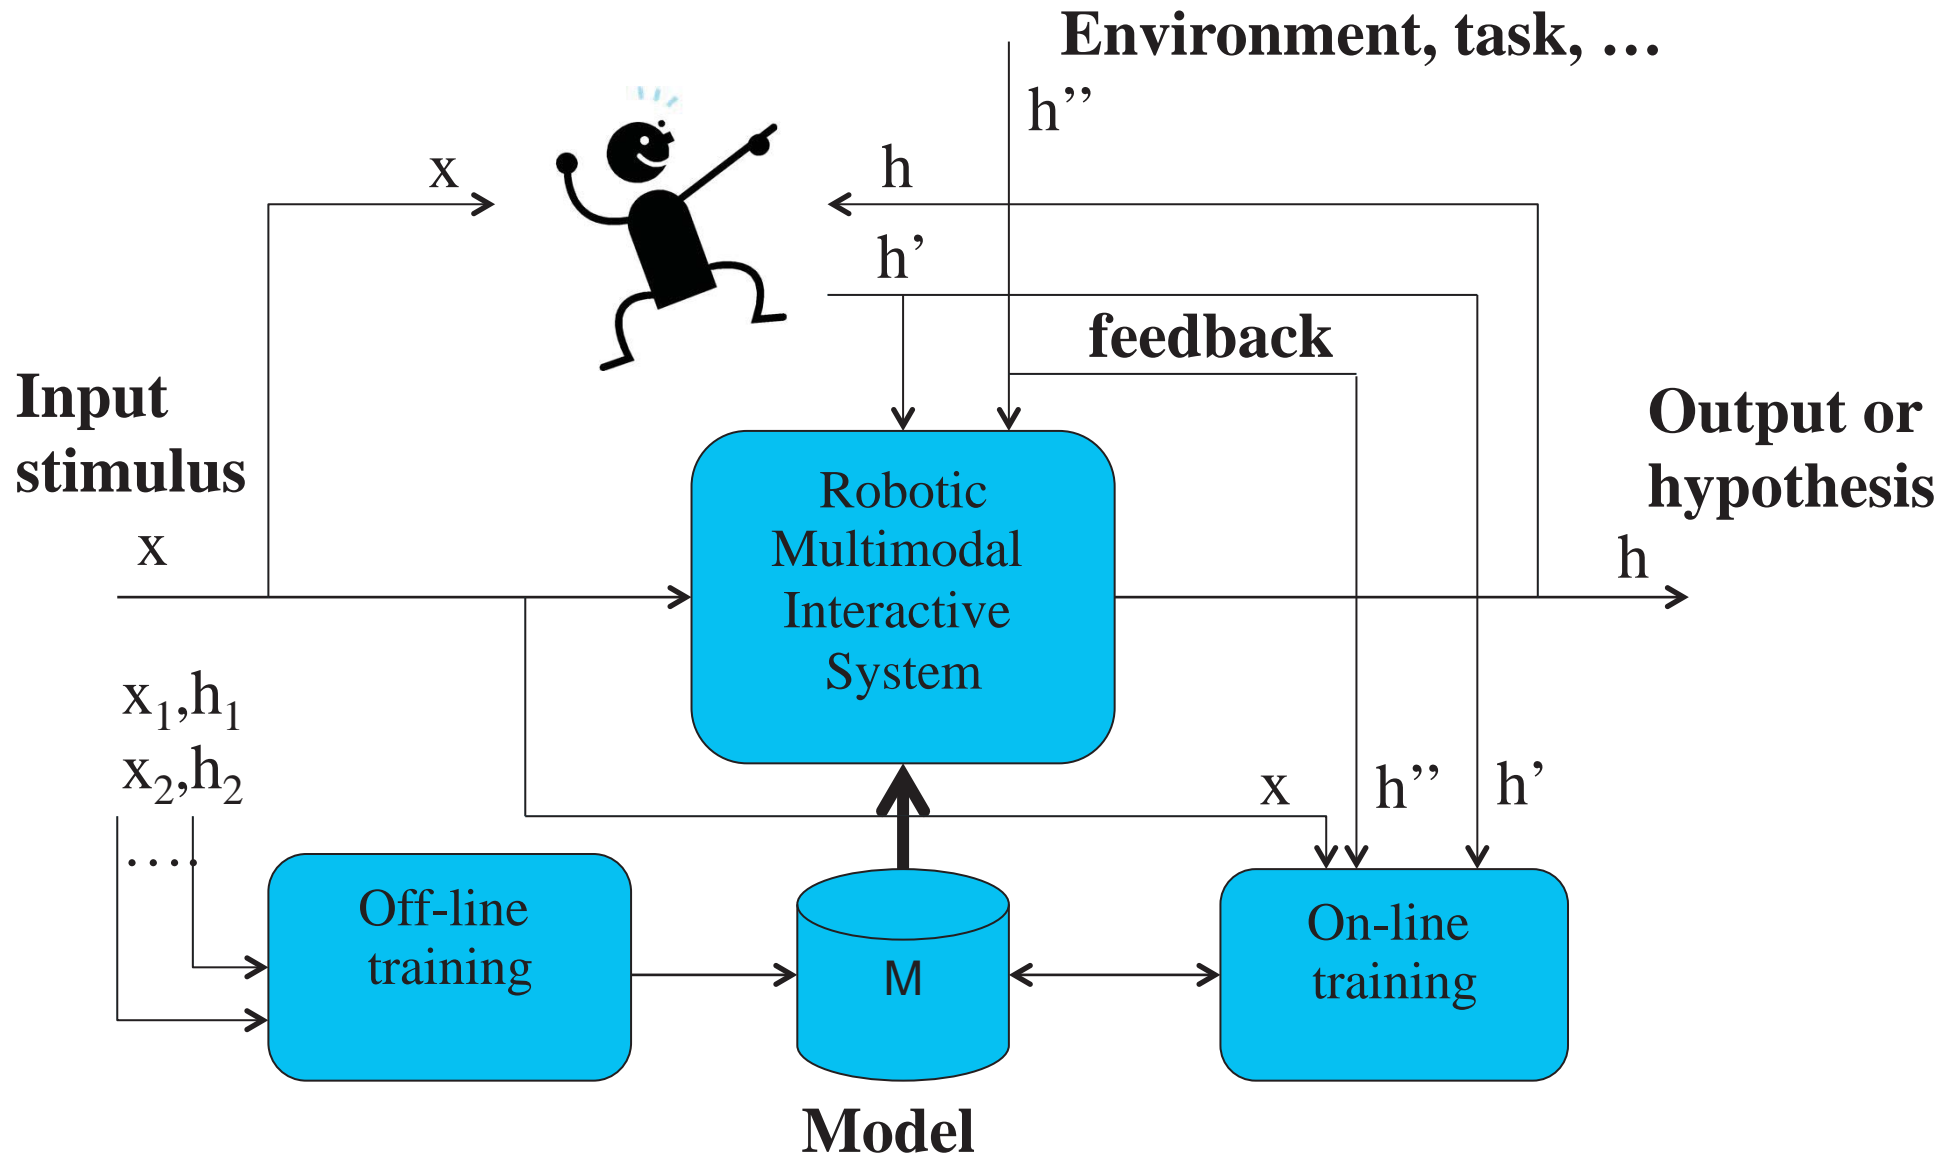 Environment, task, …
h’’
x
h
h’
feedback
Input
stimulus
x
Output or
hypothesis
h
Robotic
Multimodal
Interactive
System
x₁,h₁
x₂,h₂
….
x
h’’
h’
Off-line
training
M
On-line
training
Model